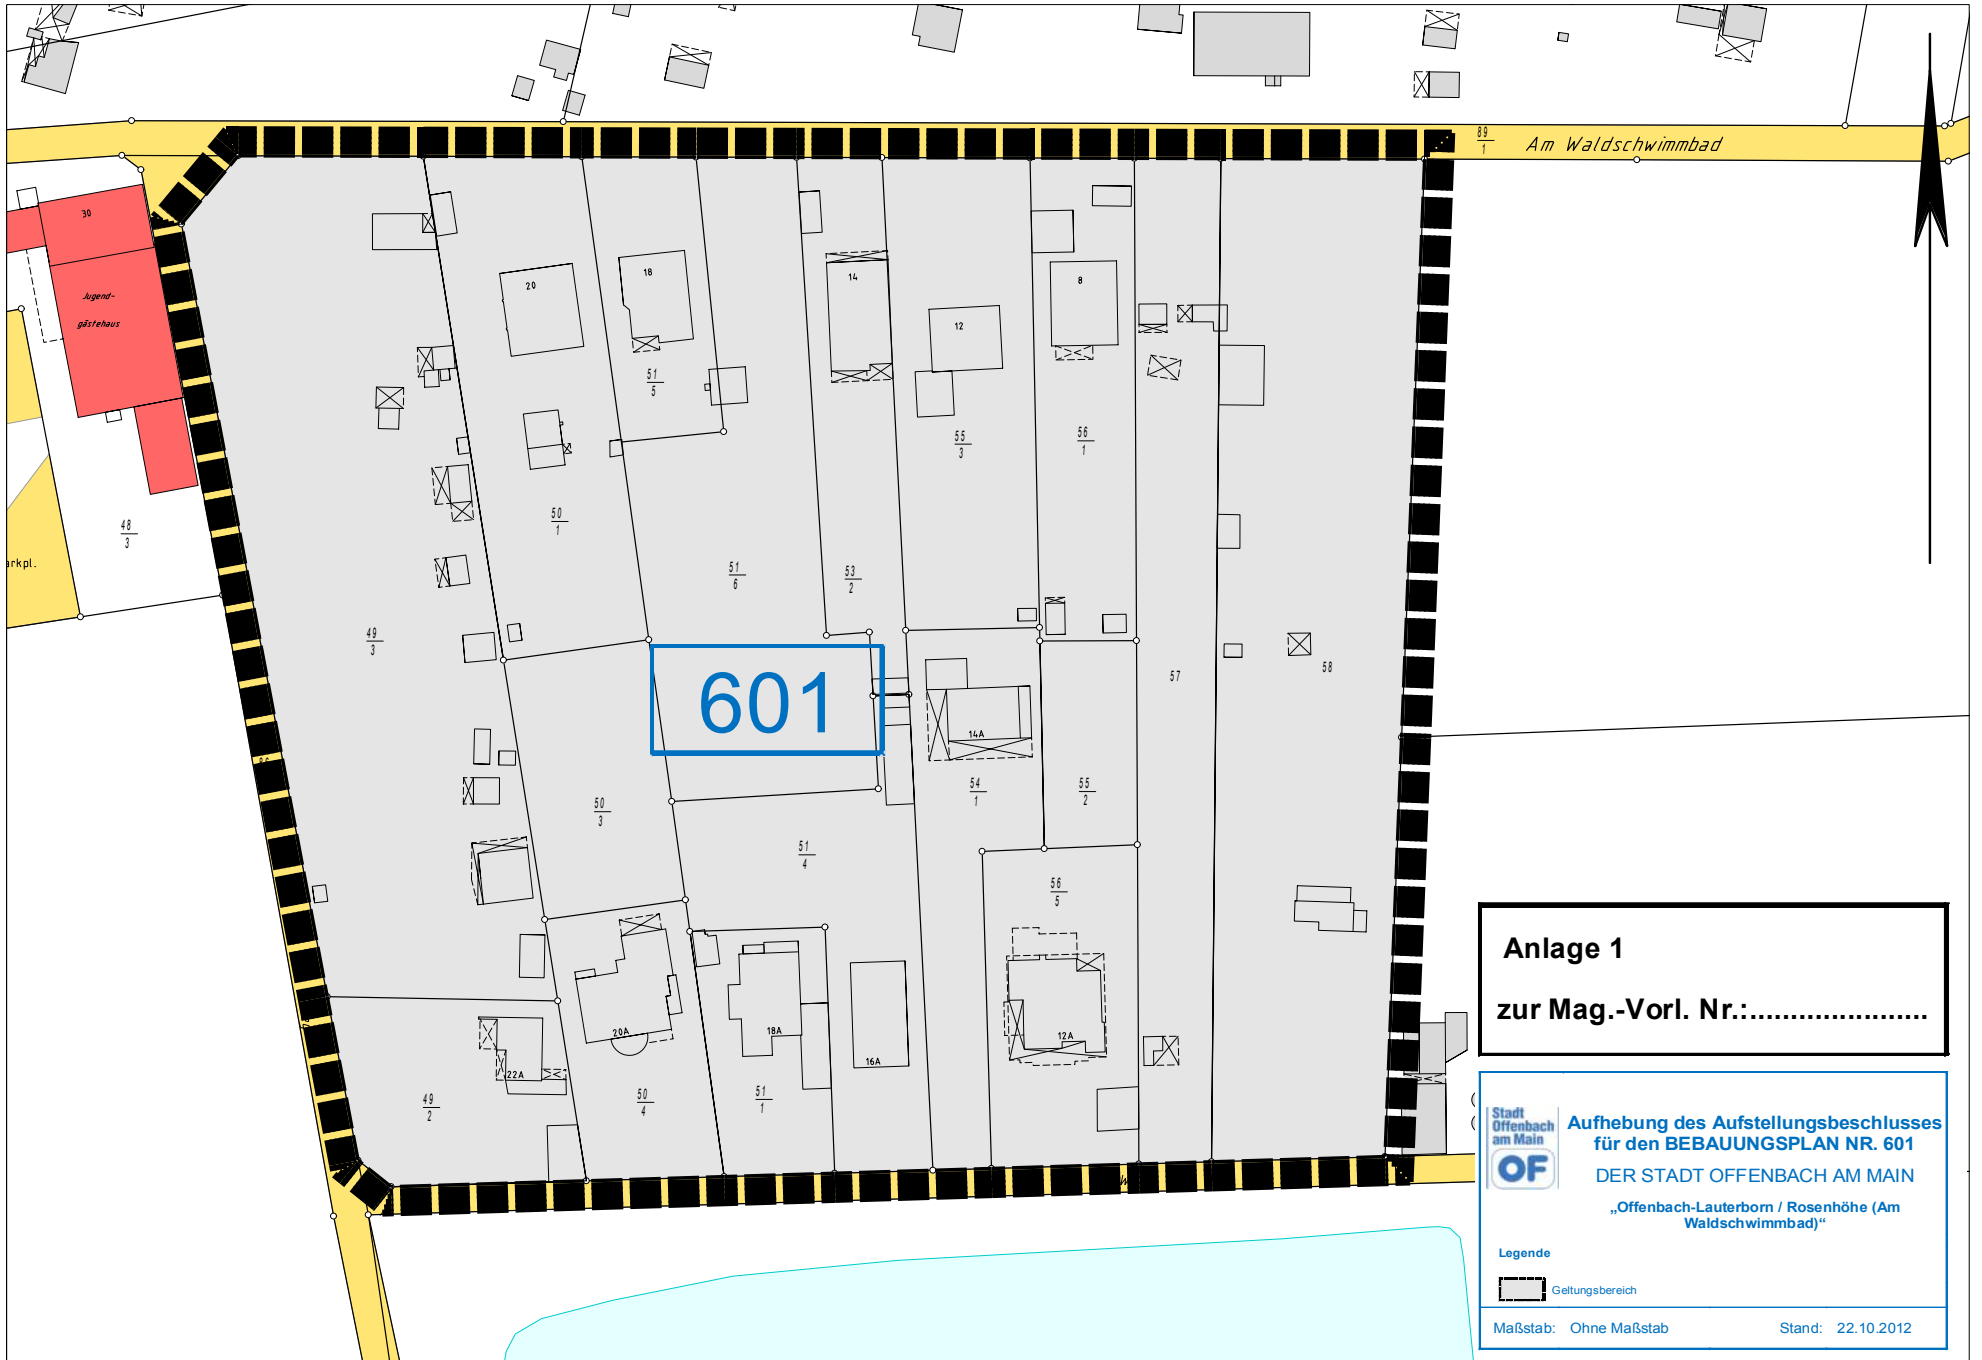 89
1
Am Waldschwimmbad
30
Jugend-
gästehaus
20
18
14
12
8
51
5
55
3
56
1
48
3
50
1
arkpl.
51
6
53
2
49
3
601
57
58
14A
50
3
54
1
55
2
51
4
56
5
20A
18A
16A
12A
22A
49
2
50
4
51
1
Anlage 1
zur Mag.-Vorl. Nr.:......................
Stadt
Offenbach
am Main
OF
Aufhebung des Aufstellungsbeschlusses
für den BEBAUUNGSPLAN NR. 601
DER STADT OFFENBACH AM MAIN
„Offenbach-Lauterborn / Rosenhöhe (Am
Waldschwimmbad)“
Legende
Geltungsbereich
Maßstab: Ohne Maßstab Stand: 22.10.2012